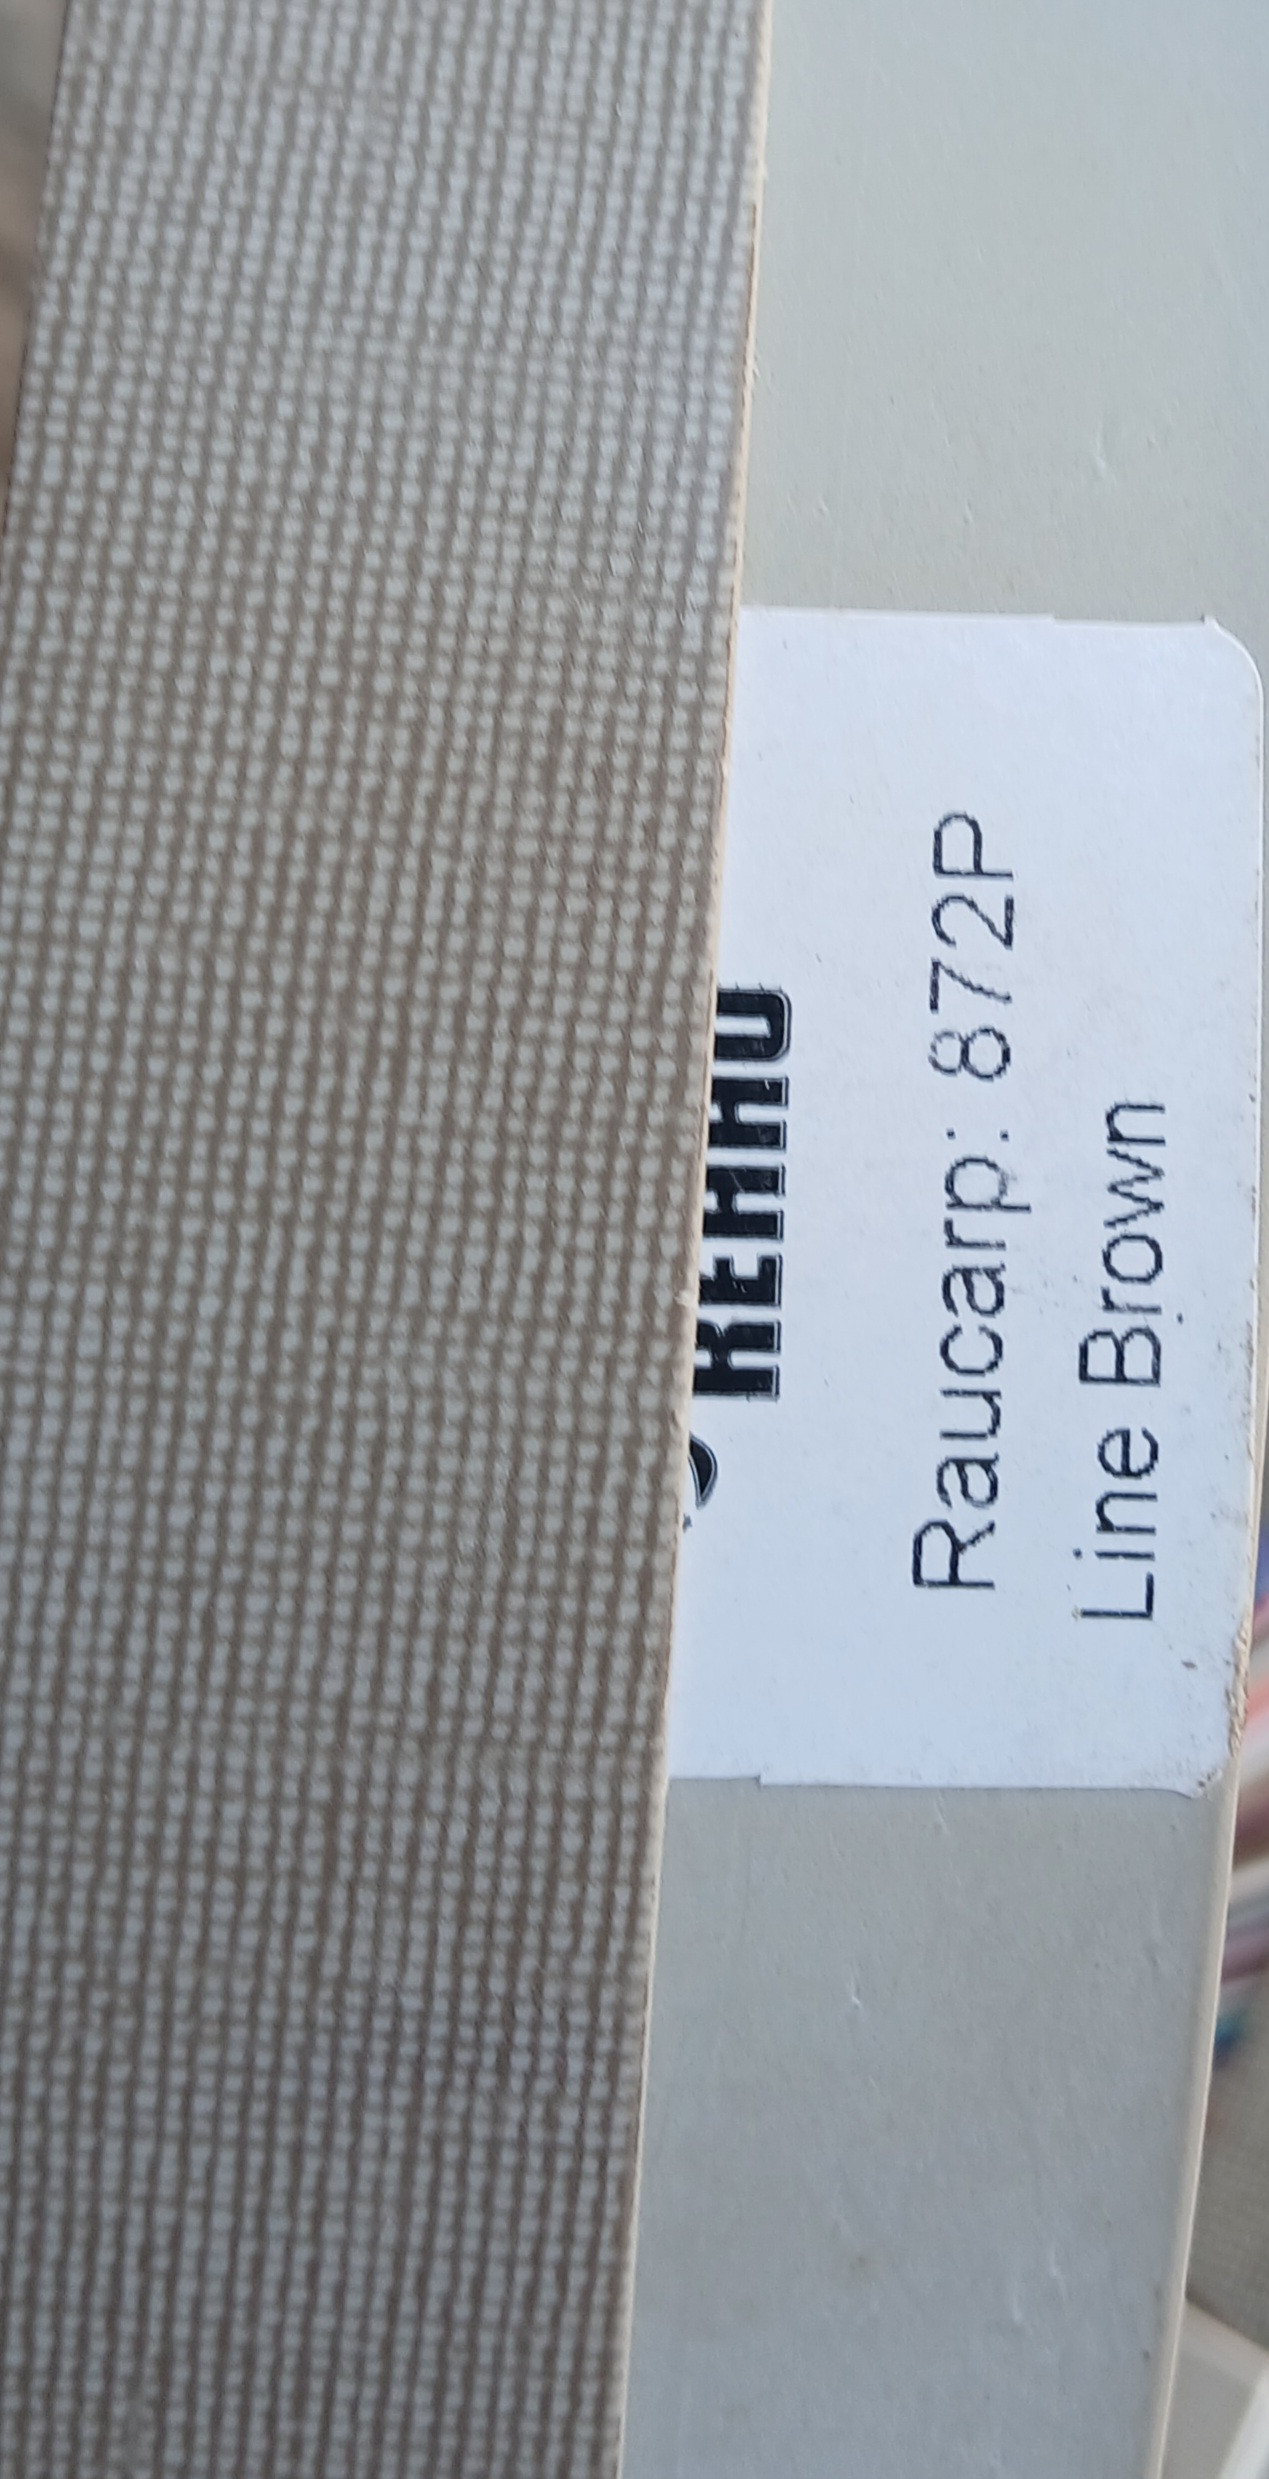 REHAU
Raucarp: 872P
Line Brown